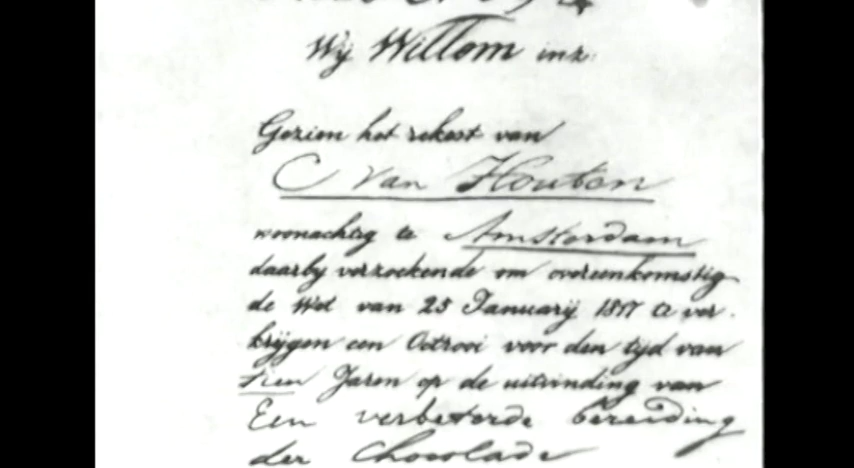 Wij Willem inz:
Gezien het rekest van
C Van Houten
woonachtig te Amsterdam
daarby verzoekende om overeenkomstig
de Wet van 25 Januarij 1817 te ver
krijgen een Octrooi voor den tijd van
tien Jaren op de uitvinding van
Een verbeterde bereiding
der Chocolade